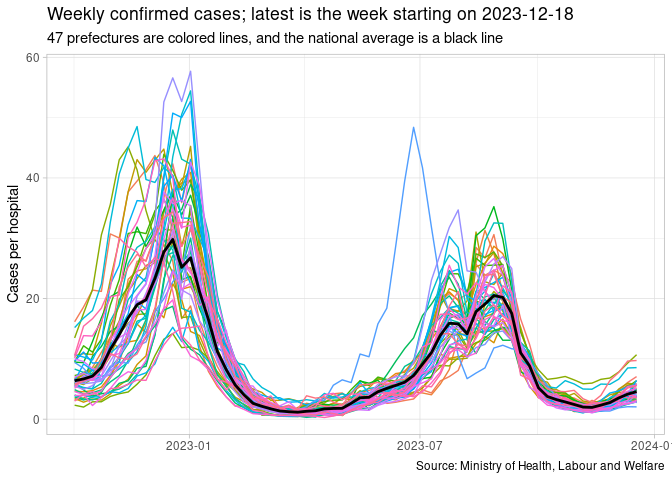 Weekly confirmed cases; latest is the week starting on 2023-12-18
47 prefectures are colored lines, and the national average is a black line
Cases per hospital
60
40
20
0
2023-01
2023-07
2024-0
Source: Ministry of Health, Labour and Welfare